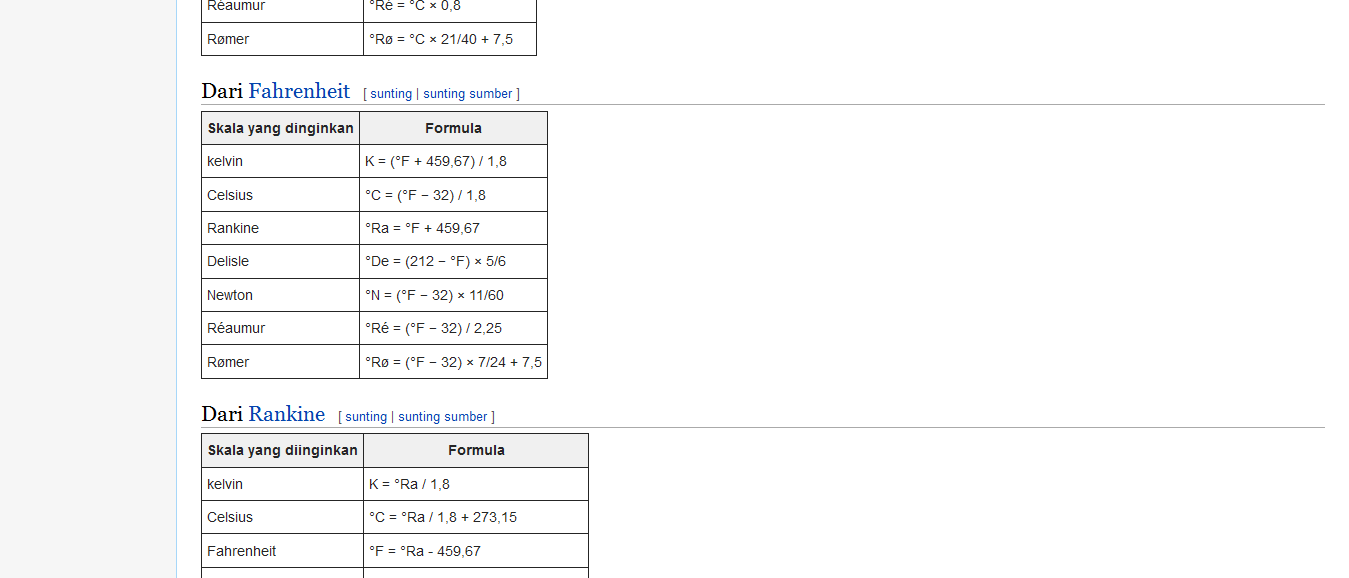 Réaumur °Ré = °C × 0,8
Rømer °Rø = °C × 21/40 + 7,5
Dari Fahrenheit [ sunting | sunting sumber ]
Skala yang dinginkan Formula
kelvin K = (°F + 459,67) / 1,8
Celsius °C = (°F − 32) / 1,8
Rankine °Ra = °F + 459,67
Delisle °De = (212 − °F) × 5/6
Newton °N = (°F − 32) × 11/60
Réaumur °Ré = (°F − 32) / 2,25
Rømer °Rø = (°F − 32) × 7/24 + 7,5
Dari Rankine [ sunting | sunting sumber ]
Skala yang diinginkan Formula
kelvin K = °Ra / 1,8
Celsius °C = °Ra / 1,8 + 273,15
Fahrenheit °F = °Ra - 459,67